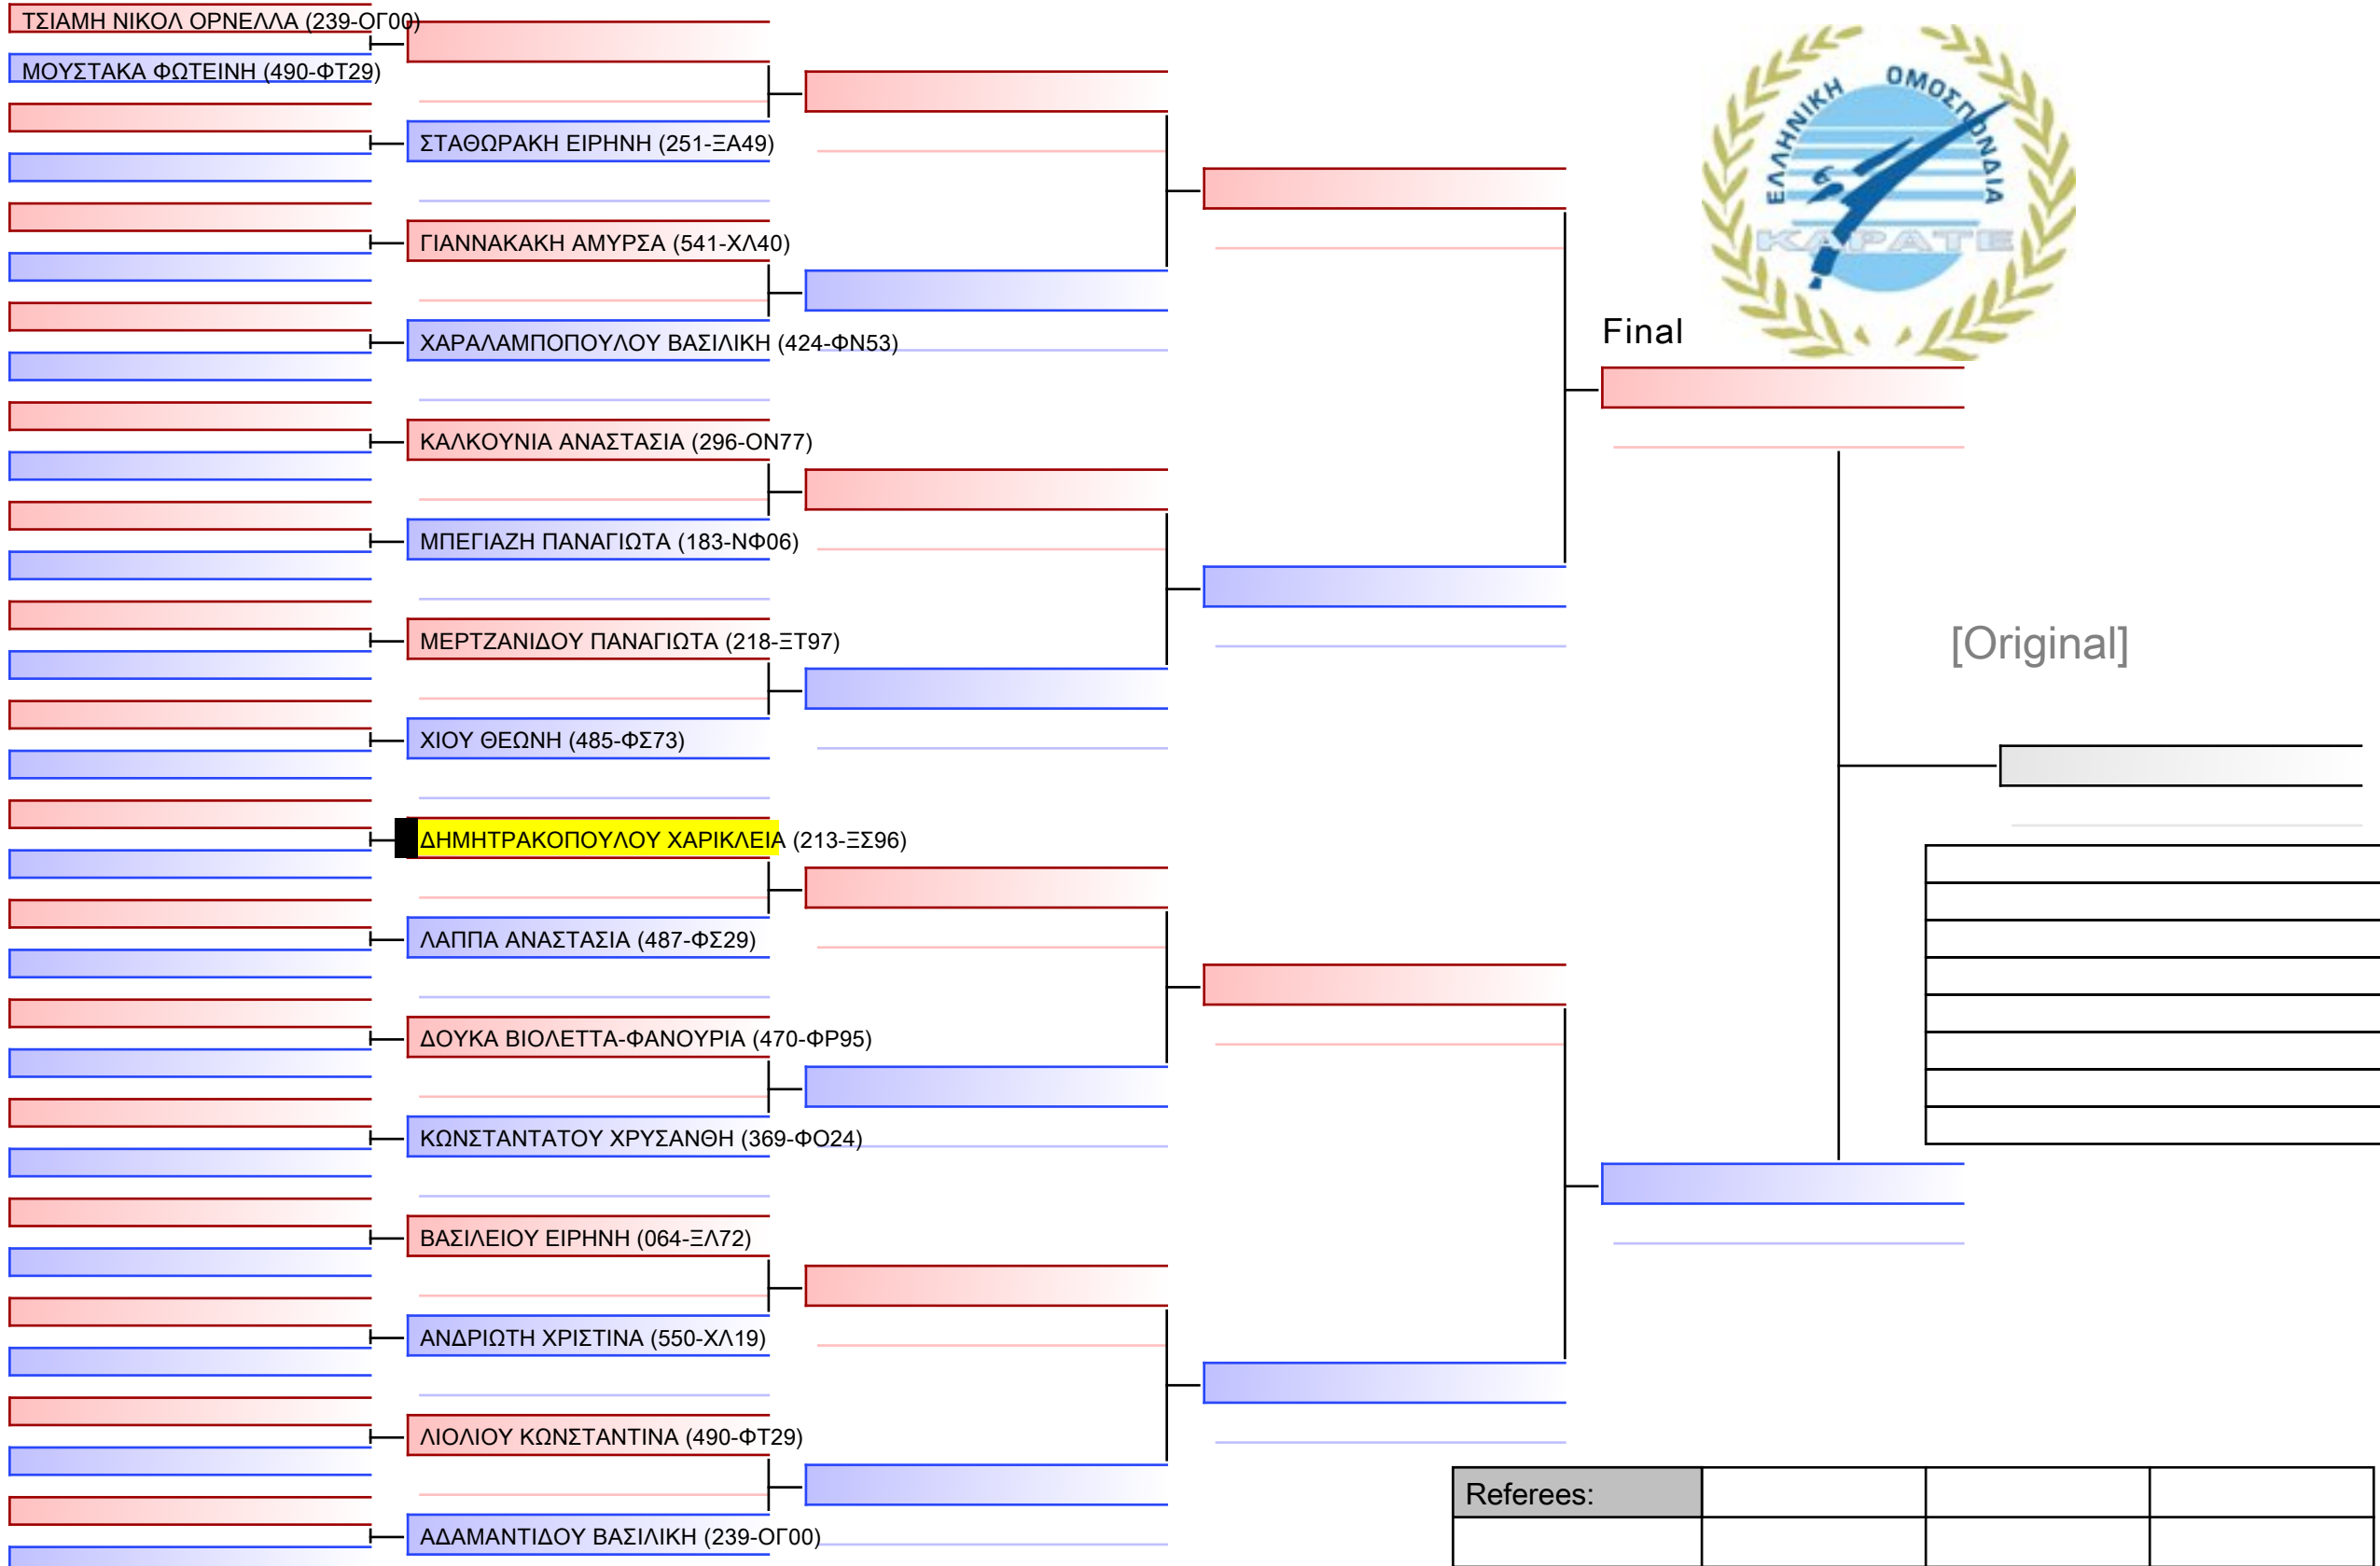 ΤΣΙΑΜΗ ΝΙΚΟΛ ΟΡΝΕΛΛΑ (239-ΟΓ00)
ΜΟΥΣΤΑΚΑ ΦΩΤΕΙΝΗ (490-ΦΤ29)
ΣΤΑΘΩΡΑΚΗ ΕΙΡΗΝΗ (251-ΞΑ49)
ΓΙΑΝΝΑΚΑΚΗ ΑΜΥΡΣΑ (541-ΧΛ40)
ΧΑΡΑΛΑΜΠΟΠΟΥΛΟΥ ΒΑΣΙΛΙΚΗ (424-ΦΝ53)
ΚΑΛΚΟΥΝΙΑ ΑΝΑΣΤΑΣΙΑ (296-ΟΝ77)
ΜΠΕΓΙΑΖΗ ΠΑΝΑΓΙΩΤΑ (183-ΝΦ06)
ΜΕΡΤΖΑΝΙΔΟΥ ΠΑΝΑΓΙΩΤΑ (218-ΞΤ97)
ΧΙΟΥ ΘΕΩΝΗ (485-ΦΣ73)
ΔΗΜΗΤΡΑΚΟΠΟΥΛΟΥ ΧΑΡΙΚΛΕΙΑ (213-ΞΣ96)
ΛΑΠΠΑ ΑΝΑΣΤΑΣΙΑ (487-ΦΣ29)
ΔΟΥΚΑ ΒΙΟΛΕΤΤΑ-ΦΑΝΟΥΡΙΑ (470-ΦΡ95)
ΚΩΝΣΤΑΝΤΑΤΟΥ ΧΡΥΣΑΝΘΗ (369-ΦΟ24)
ΒΑΣΙΛΕΙΟΥ ΕΙΡΗΝΗ (064-ΞΛ72)
ΑΝΔΡΙΩΤΗ ΧΡΙΣΤΙΝΑ (550-ΧΛ19)
ΛΙΟΛΙΟΥ ΚΩΝΣΤΑΝΤΙΝΑ (490-ΦΤ29)
ΑΔΑΜΑΝΤΙΔΟΥ ΒΑΣΙΛΙΚΗ (239-ΟΓ00)
ΕΛΛΗΝΙΚΗ ΟΜΟΣΠΟΝΔΙΑ
ΚΑΡΑΤΕ
Final
[Original]
Referees: